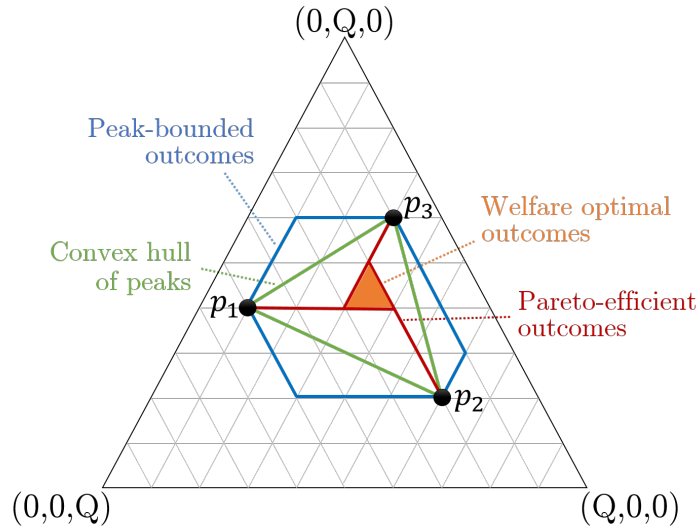 (0,Q,0)
Peak-bounded
outcomes
p₃
Welfare optimal
outcomes
Convex hull
of peaks
p₁
Pareto-efficient
outcomes
p₂
(0,0,Q)
(Q,0,0)